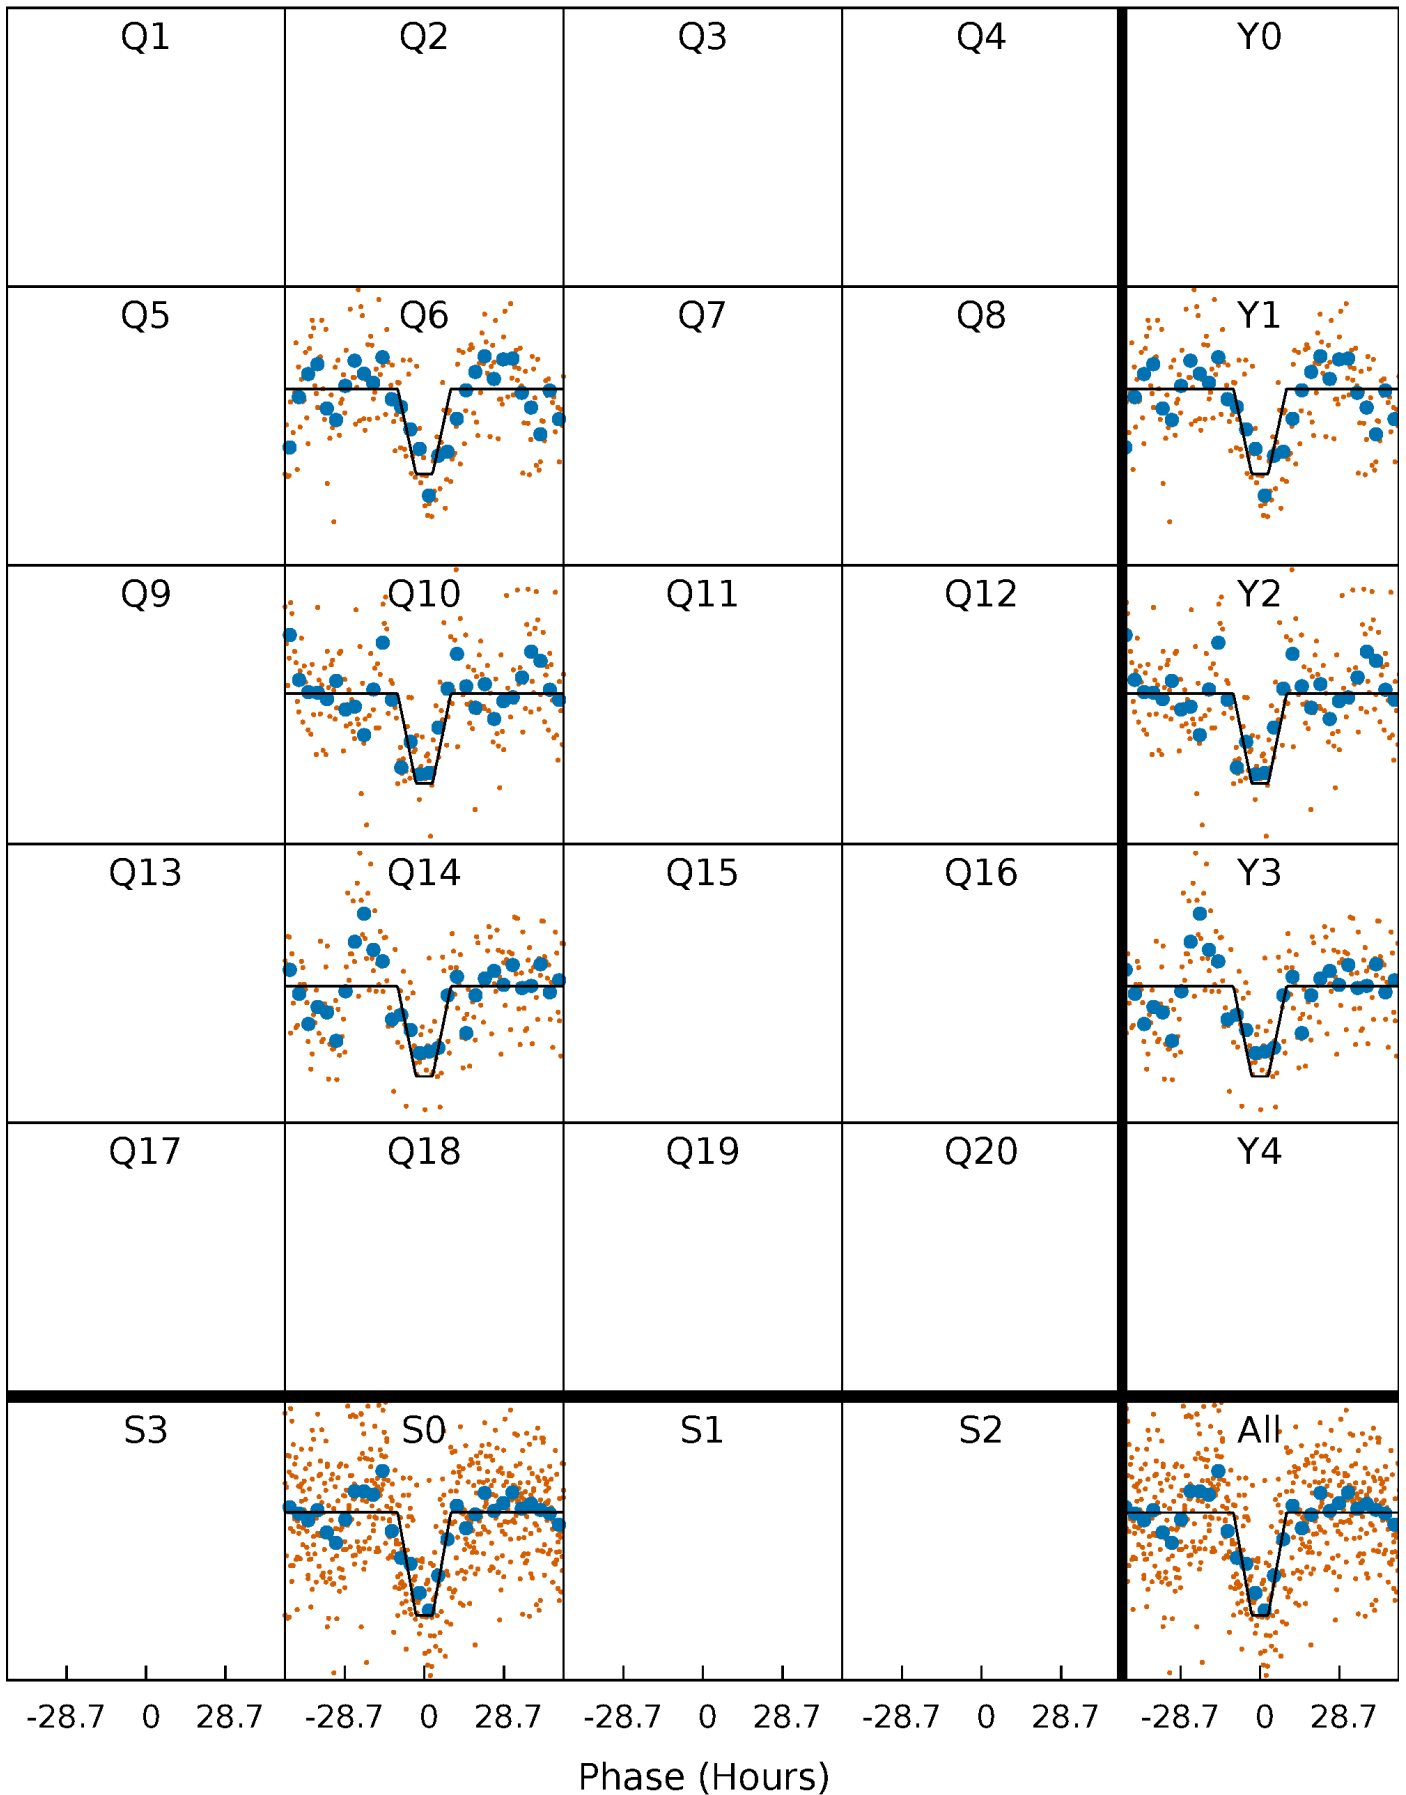 Q1 Q2 Q3 Q4 Y0
Q5 Q6 Q7 Q8 Y1
Q9 Q10 Q11 Q12 Y2
Q13 Q14 Q15 Q16 Y3
Q17 Q18 Q19 Q20 Y4
S3 S0 S1 S2 All
-28.7 0 28.7 -28.7 0 28.7 -28.7 0 28.7 -28.7 0 28.7 -28.7 0 28.7
Phase (Hours)